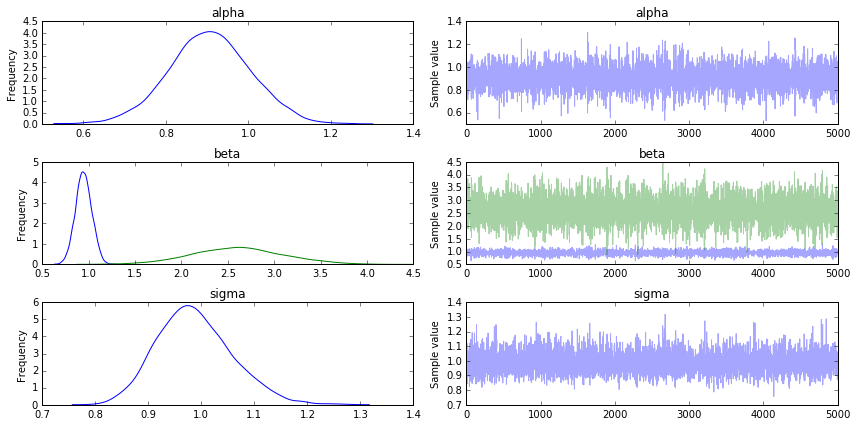 alpha
Frequency
4.5
4.0
3.5
3.0
2.5
2.0
1.5
1.0
0.5
0.0
0.6 0.8 1.0 1.2 1.4
alpha
Sample value
1.4
1.2
1.0
0.8
0.6
0 1000 2000 3000 4000 5000
beta
Frequency
5
4
3
2
1
0
0.5 1.0 1.5 2.0 2.5 3.0 3.5 4.0 4.5
beta
Sample value
4.5
4.0
3.5
3.0
2.5
2.0
1.5
1.0
0.5
0 1000 2000 3000 4000 5000
sigma
Frequency
6
5
4
3
2
1
0
0.7 0.8 0.9 1.0 1.1 1.2 1.3 1.4
sigma
Sample value
1.4
1.3
1.2
1.1
1.0
0.9
0.8
0.7
0 1000 2000 3000 4000 5000